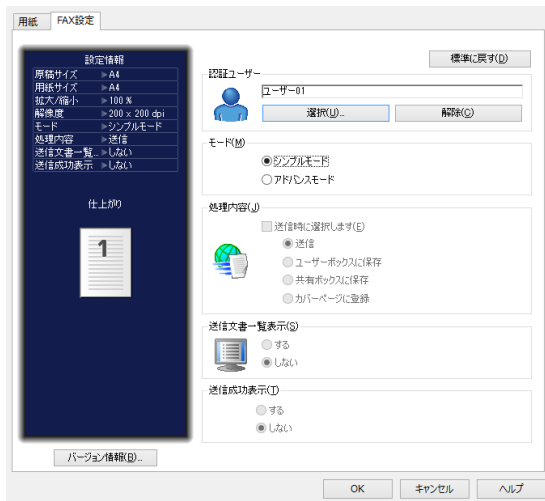 用紙
FAX設定
設定情報
原稿サイズ ▶A4
用紙サイズ ▶A4
拡大/縮小 ▶100 %
解像度 ▶200 x 200 dpi
モード ▶シンプルモード
処理内容 ▶送信
送信文書一覧... ▶しない
送信成功表示 ▶しない
仕上がり
1
バージョン情報(B)...
標準に戻す(D)
認証ユーザー
ユーザー01
選択(U)...
解除(C)
モード(M)
シンプルモード
アドバンスモード
処理内容(J)
送信時に選択します(E)
送信
ユーザーボックスに保存
共有ボックスに保存
カバーページに登録
送信文書一覧表示(S)
する
しない
送信成功表示(T)
する
しない
OK
キャンセル
ヘルプ